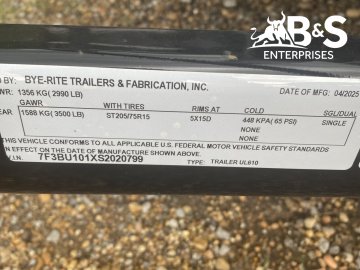 B&S
ENTERPRISES
D BY: BYE-RITE TRAILERS & FABRICATION, INC.
WR: 1356 KG( 2990 LB) DATE OF MFG: 04/2025
GAWR WITH TIRES RIMS AT COLD SGL/DUAL
EAR 1588 KG( 3500 LB) ST205/75R15 5X15D 448 KPA( 65 PSI) SINGLE
NONE
NONE
THIS VEHICLE CONFORMS TO ALL APPLICABLE U.S. FEDERAL MOTOR VEHICLE SAFETY STANDARDS
IN EFFECT ON THE DATE OF MANUFACTURE SHOWN ABOVE
V.I.N.: 7F3BU101XS2020799 TYPE: TRAILER UL610